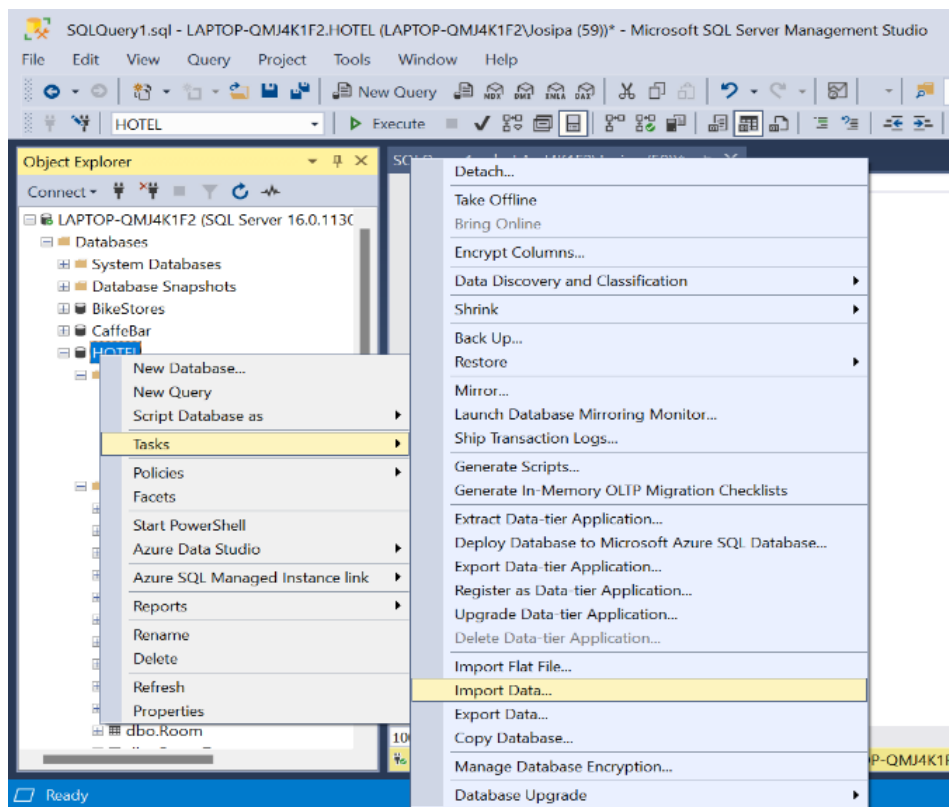 SQLQuery1.sql - LAPTOP-QMJ4K1F2.HOTEL (LAPTOP-QMJ4K1F2\Josipa (59))* - Microsoft SQL Server Management Studio
File Edit View Query Project Tools Window Help
New Query MDX DMX XMLA DAX
HOTEL Execute
Object Explorer
Connect
LAPTOP-QMJ4K1F2 (SQL Server 16.0.1130
Databases
System Databases
Database Snapshots
BikeStores
CaffeBar
HOTEL
dbo.Room
New Database...
New Query
Script Database as
Tasks
Policies
Facets
Start PowerShell
Azure Data Studio
Azure SQL Managed Instance link
Reports
Rename
Delete
Refresh
Properties
Detach...
Take Offline
Bring Online
Encrypt Columns...
Data Discovery and Classification
Shrink
Back Up...
Restore
Mirror...
Launch Database Mirroring Monitor...
Ship Transaction Logs...
Generate Scripts...
Generate In-Memory OLTP Migration Checklists
Extract Data-tier Application...
Deploy Database to Microsoft Azure SQL Database...
Export Data-tier Application...
Register as Data-tier Application...
Upgrade Data-tier Application...
Delete Data-tier Application...
Import Flat File...
Import Data...
Export Data...
Copy Database...
Manage Database Encryption...
Database Upgrade
P-QMJ4K1F
Ready